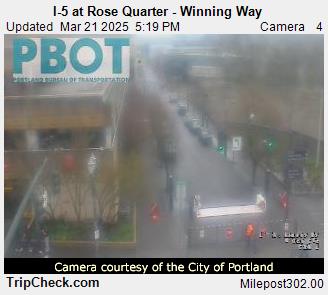 I-5 at Rose Quarter - Winning Way
Updated Mar 21 2025 5:19 PM Camera 4
PBOT
PORTLAND BUREAU OF TRANSPORTATION
Camera courtesy of the City of Portland
TripCheck.com Milepost302.00